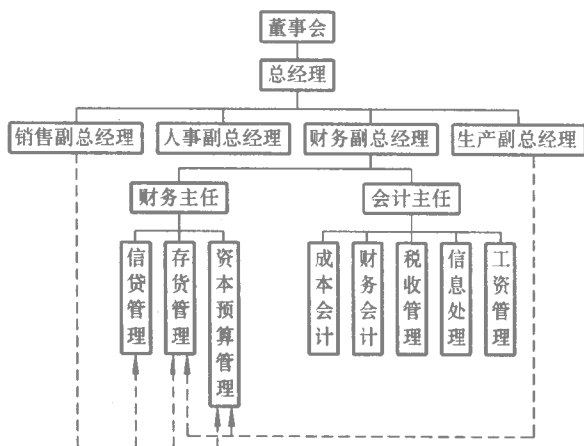 董事会
总经理
销售副总经理
人事副总经理
财务副总经理
生产副总经理
财务主任
会计主任
信贷管理
存货管理
资本预算管理
成本会计
财务会计
税收管理
信息处理
工资管理